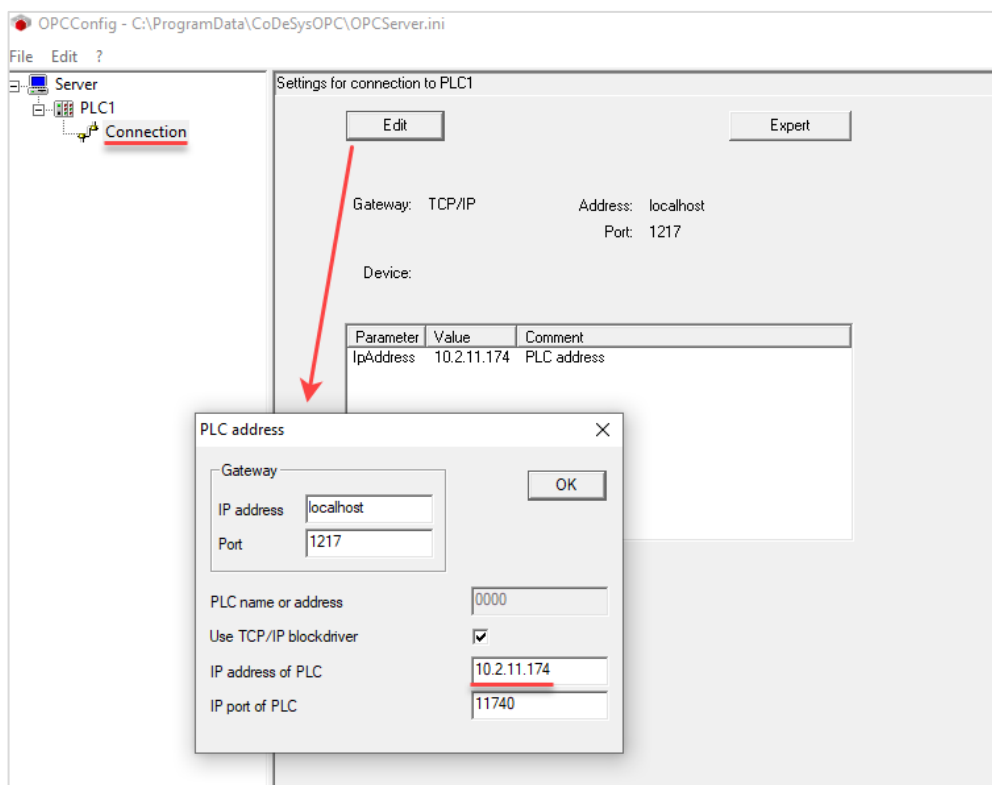 OPCConfig - C:\ProgramData\CoDeSysOPC\OPCServer.ini
File Edit ?
Server
PLC1
Connection
Settings for connection to PLC1
Edit
Expert
Gateway: TCP/IP
Address: localhost
Port: 1217
Device:
Parameter Value Comment
IpAddress 10.2.11.174 PLC address
PLC address
Gateway
OK
IP address localhost
Port 1217
PLC name or address 0000
Use TCP/IP blockdriver
IP address of PLC 10.2.11.174
IP port of PLC 11740